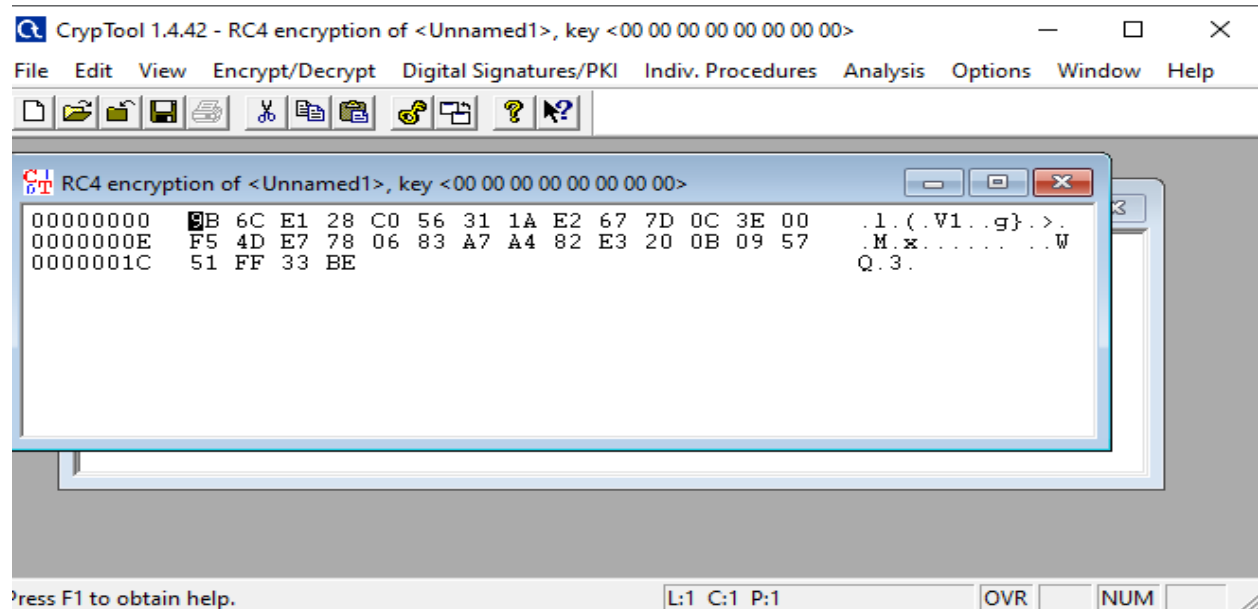 CrypTool 1.4.42 - RC4 encryption of <Unnamed1>, key <00 00 00 00 00 00 00 00>
File Edit View Encrypt/Decrypt Digital Signatures/PKI Indiv. Procedures Analysis Options Window Help
RC4 encryption of <Unnamed1>, key <00 00 00 00 00 00 00 00>
00000000 9B 6C E1 28 C0 56 31 1A E2 67 7D 0C 3E 00 .l.(.V1..g}.>.
0000000E F5 4D E7 78 06 83 A7 A4 82 E3 20 0B 09 57 .M.x...... ..W
0000001C 51 FF 33 BE Q.3.
Press F1 to obtain help. L:1 C:1 P:1 OVR NUM